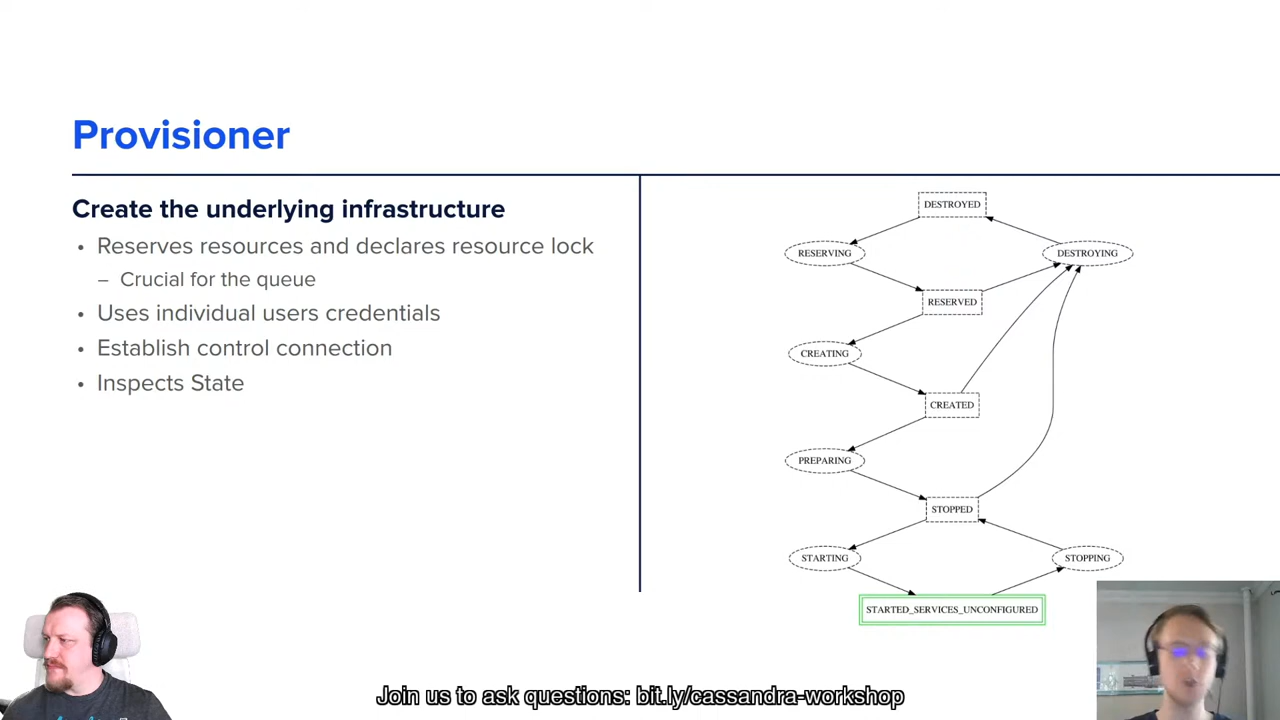 Provisioner
Create the underlying infrastructure
• Reserves resources and declares resource lock
– Crucial for the queue
• Uses individual users credentials
• Establish control connection
• Inspects State
DESTROYED
RESERVING
DESTROYING
RESERVED
CREATING
CREATED
PREPARING
STOPPED
STARTING
STOPPING
STARTED_SERVICES_UNCONFIGURED
Join us to ask questions: bit.ly/cassandra-workshop